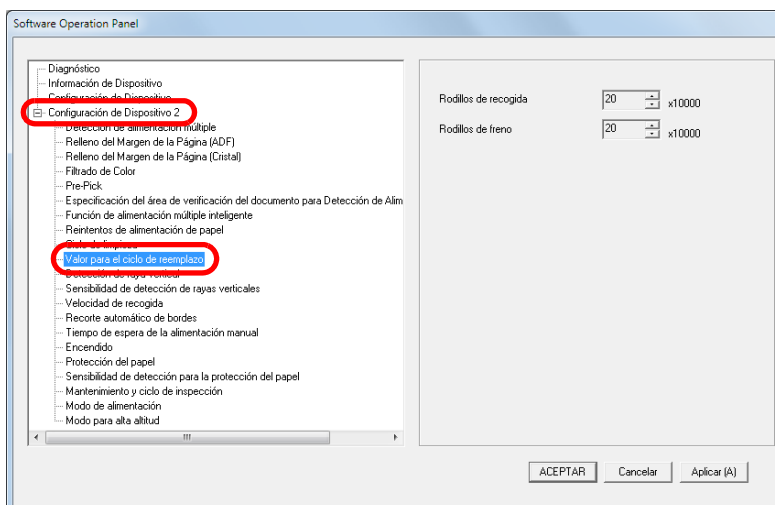 Software Operation Panel
Diagnóstico
Información de Dispositivo
Configuración de Dispositivo
Configuración de Dispositivo 2
Detección de alimentación múltiple
Relleno del Margen de la Página (ADF)
Relleno del Margen de la Página (Cristal)
Filtrado de Color
Pre-Pick
Especificación del área de verificación del documento para Detección de Alim
Función de alimentación múltiple inteligente
Reintentos de alimentación de papel
Ciclo de limpieza
Valor para el ciclo de reemplazo
Detección de raya vertical
Sensibilidad de detección de rayas verticales
Velocidad de recogida
Recorte automático de bordes
Tiempo de espera de la alimentación manual
Encendido
Protección del papel
Sensibilidad de detección para la protección del papel
Mantenimiento y ciclo de inspección
Modo de alimentación
Modo para alta altitud
Rodillos de recogida 20 x10000
Rodillos de freno 20 x10000
ACEPTAR Cancelar Aplicar (A)